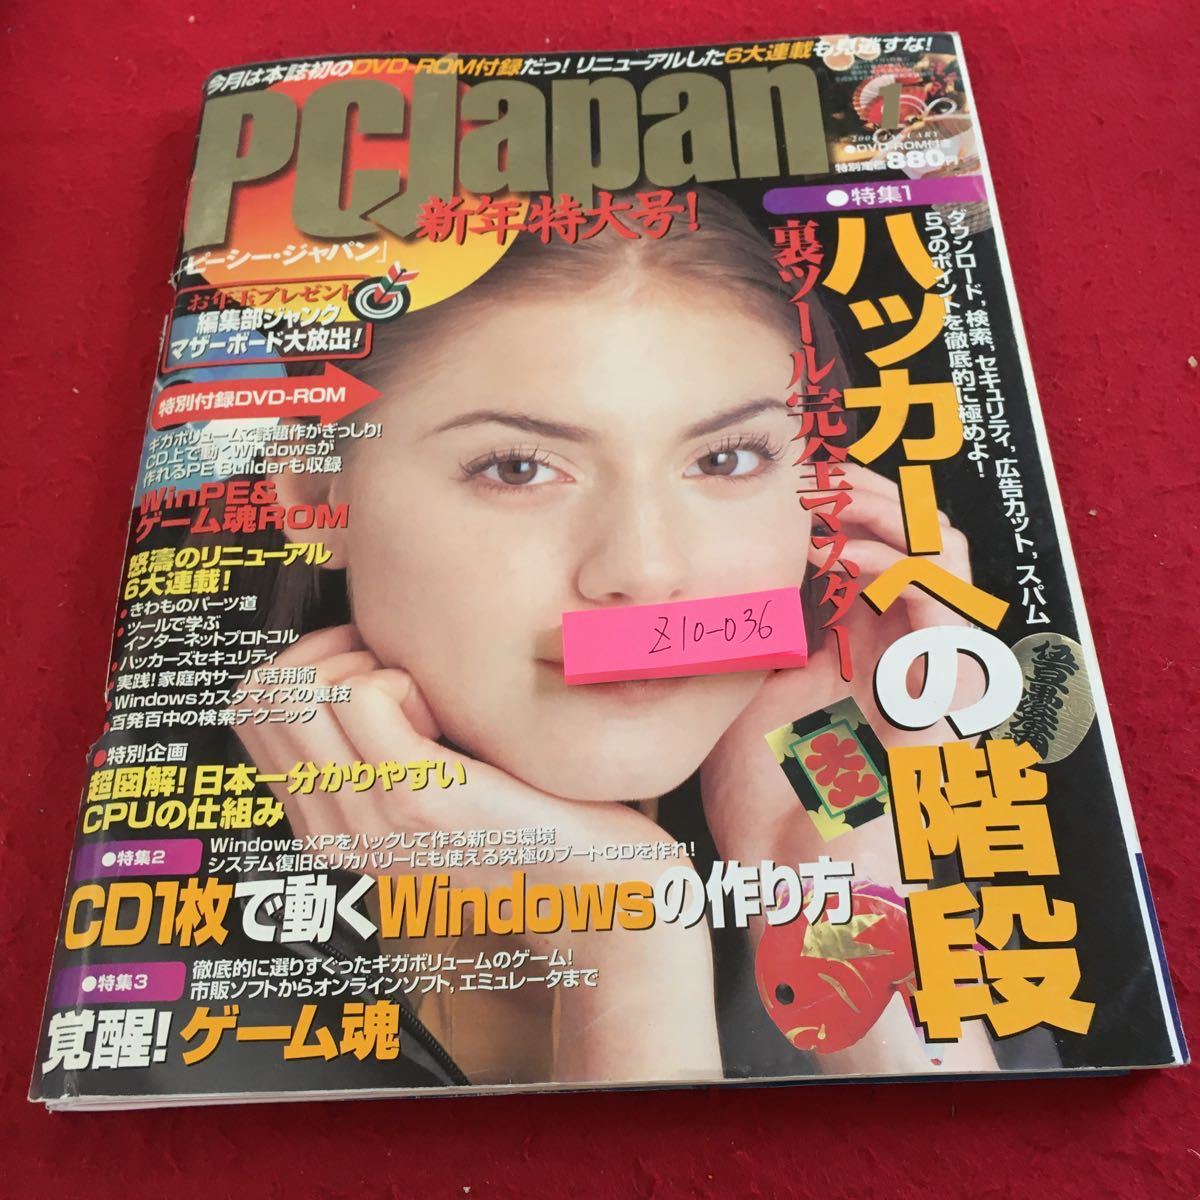 今月は本誌初のDVD-ROM付録だっ! リニューアルした6大連載も見逃すな!
PCJapan
「ピーシー・ジャパン」
新年特大号!
1
JANUARY
●DVD-ROM付き
特別定価880円
お年玉プレゼント
編集部ジャンク
マザーボード大放出!
特別付録DVD-ROM
ギガボリュームで話題作がぎっしり!
CD上で動くWindowsが
作れるPE Builderも収録
WinPE&
ゲーム魂ROM
怒濤のリニューアル
6大連載!
・きわものパーツ道
・ツールで学ぶ
インターネットプロトコル
・ハッカーズセキュリティ
・実践!家庭内サーバ活用術
・Windowsカスタマイズの裏技
・百発百中の検索テクニック
●特別企画
超図解!日本一分かりやすい
CPUの仕組み
●特集1
ダウンロード,検索,セキュリティ,広告カット,スパム
5つのポイントを徹底的に極めよ!
ハッカーへの階段
裏ツール完全マスター
Z10-036
●特集2
WindowsXPをハックして作る新OS環境
システム復旧&リカバリーにも使える究極のブートCDを作れ!
CD1枚で動くWindowsの作り方
●特集3
徹底的に選りすぐったギガボリュームのゲーム!
市販ソフトからオンラインソフト,エミュレータまで
覚醒!ゲーム魂